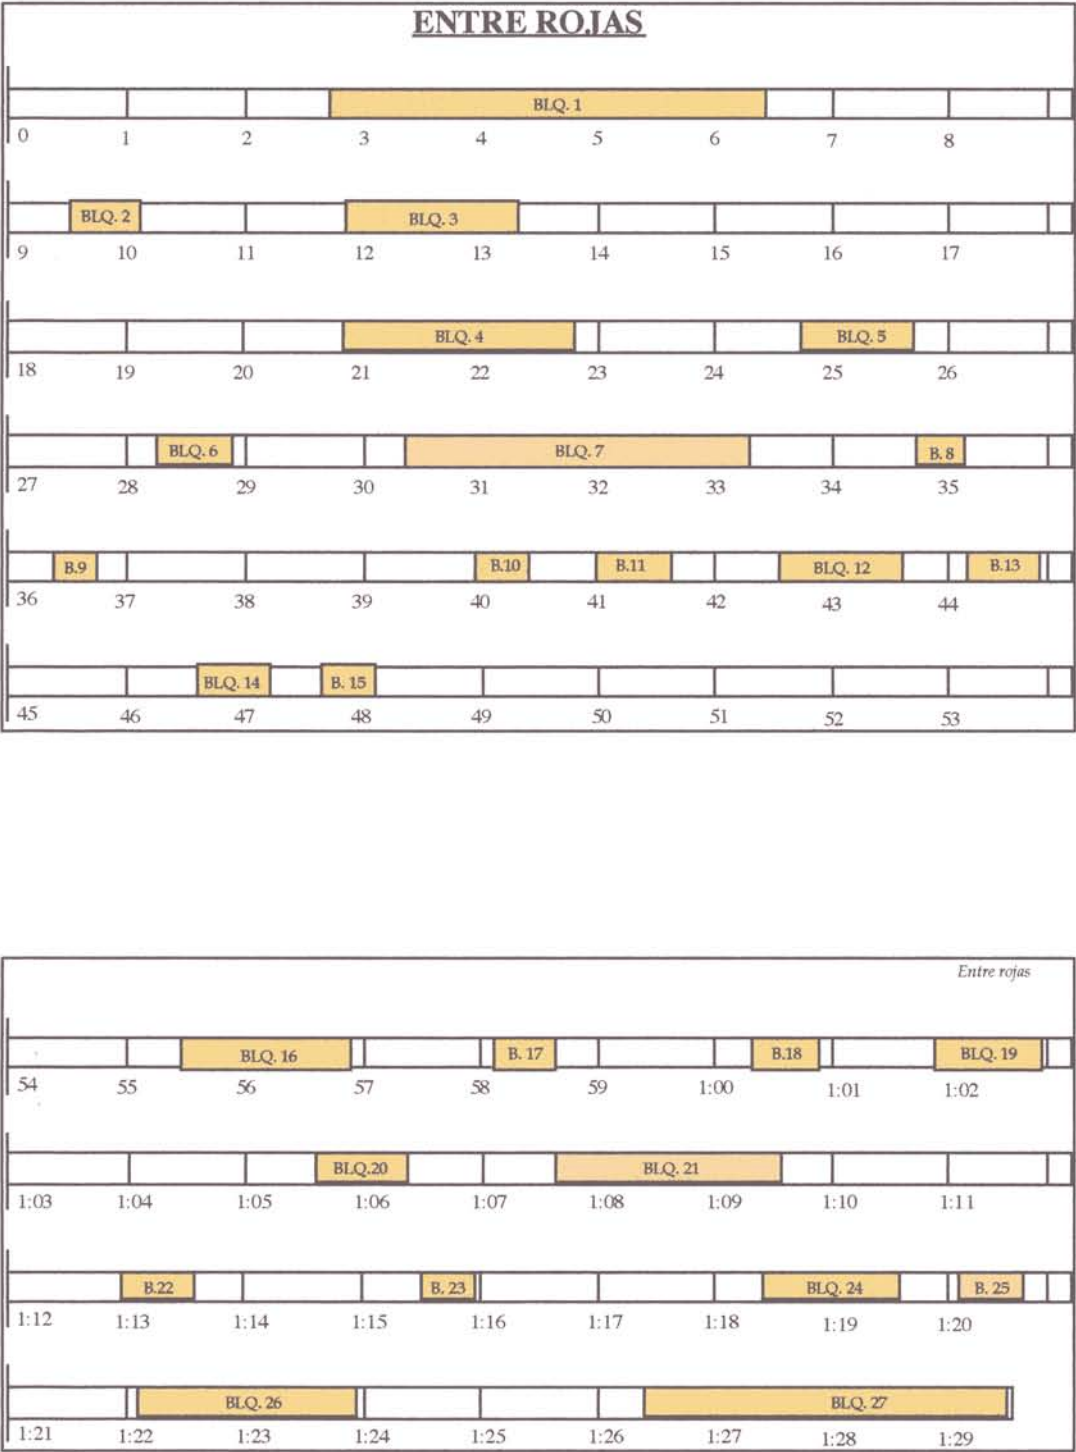 ENTRE ROJAS
BLQ. 1
0 1 2 3 4 5 6 7 8
BLQ. 2 BLQ. 3
9 10 11 12 13 14 15 16 17
BLQ. 4 BLQ. 5
18 19 20 21 22 23 24 25 26
BLQ. 6 BLQ. 7 B. 8
27 28 29 30 31 32 33 34 35
B.9 B.10 B.11 BLQ. 12 B.13
36 37 38 39 40 41 42 43 44
BLQ. 14 B. 15
45 46 47 48 49 50 51 52 53
Entre rojas
BLQ. 16 B. 17 B.18 BLQ. 19
54 55 56 57 58 59 1:00 1:01 1:02
BLQ.20 BLQ. 21
1:03 1:04 1:05 1:06 1:07 1:08 1:09 1:10 1:11
B.22 B. 23 BLQ. 24 B. 25
1:12 1:13 1:14 1:15 1:16 1:17 1:18 1:19 1:20
BLQ. 26 BLQ. 27
1:21 1:22 1:23 1:24 1:25 1:26 1:27 1:28 1:29